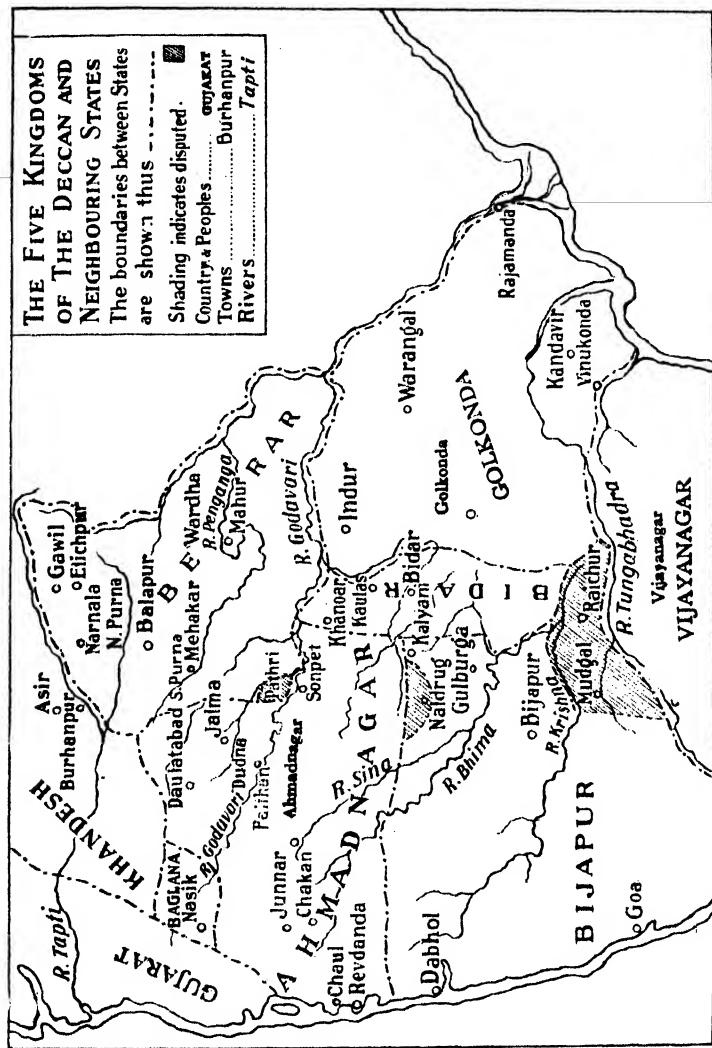 THE FIVE KINGDOMS
OF THE DECCAN AND
NEIGHBOURING STATES
The boundaries between States
are shown thus
Shading indicates disputed.
Country & Peoples GUJARAT
Towns Burhanpur
Rivers Tapti
R. Tapti
GUJARAT
KHANDESH
Asir
Burhanpur
Gawil
Elichpur
Narnala
N. Purna
Balapur
BERAR
Wardha
R. Penganga
Mahur
Mehakar
S. Purna
Daulatabad
Jalma
BAGLANA
Nasik
R. Godavori
Dudna
Paithan
Pathri
Sonpet
R. Godavari
Ahmadnagar
AHMADNAGAR
Junnar
Chakan
R. Sina
Chaul
Revdanda
Khanoar
Kaulas
Bidar
BIDAR
Kalyani
Naldrug
Gulburga
R. Bhima
Indur
Warangal
Golkonda
GOLKONDA
Rajamanda
Kandavir
Vinukonda
Dabhol
Bijapur
R. Krishna
BIJAPUR
Goa
Mudgal
Raichur
R. Tungabhadra
Vijayanagar
VIJAYANAGAR